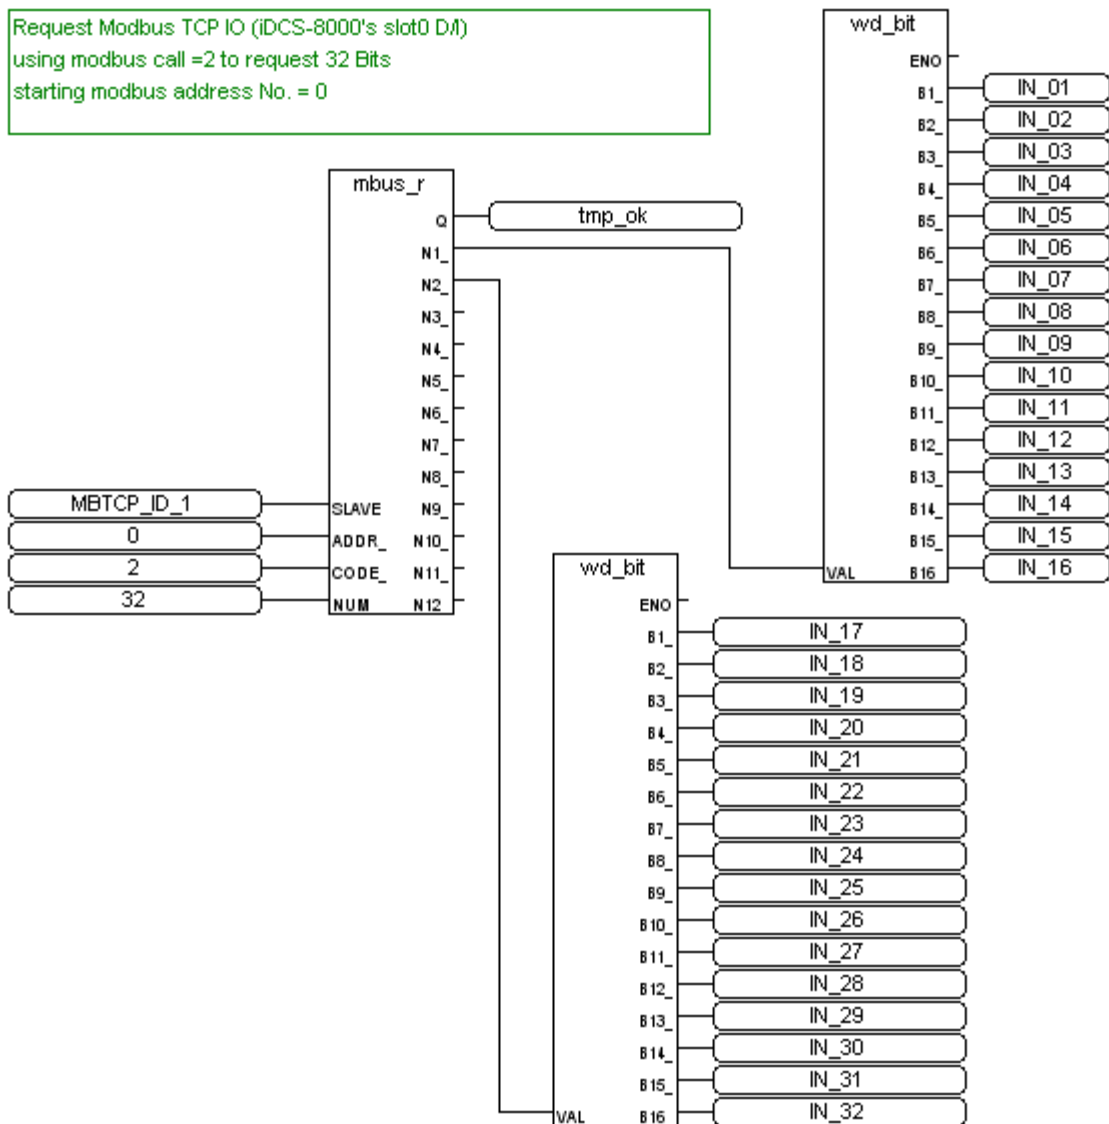 Request Modbus TCP IO (iDCS-8000's slot0 D/I)
using modbus call =2 to request 32 Bits
starting modbus address No. = 0
mbus_r
Q
tmp_ok
N1_
N2_
N3_
N4_
N5_
N6_
N7_
N8_
MBTCP_ID_1
SLAVE
N9_
0
ADDR_
N10_
2
CODE_
N11_
32
NUM
N12
wd_bit
ENO
B1_
IN_01
B2_
IN_02
B3_
IN_03
B4_
IN_04
B5_
IN_05
B6_
IN_06
B7_
IN_07
B8_
IN_08
B9_
IN_09
B10_
IN_10
B11_
IN_11
B12_
IN_12
B13_
IN_13
B14_
IN_14
B15_
IN_15
VAL
B16
IN_16
wd_bit
ENO
B1_
IN_17
B2_
IN_18
B3_
IN_19
B4_
IN_20
B5_
IN_21
B6_
IN_22
B7_
IN_23
B8_
IN_24
B9_
IN_25
B10_
IN_26
B11_
IN_27
B12_
IN_28
B13_
IN_29
B14_
IN_30
B15_
IN_31
VAL
B16
IN_32